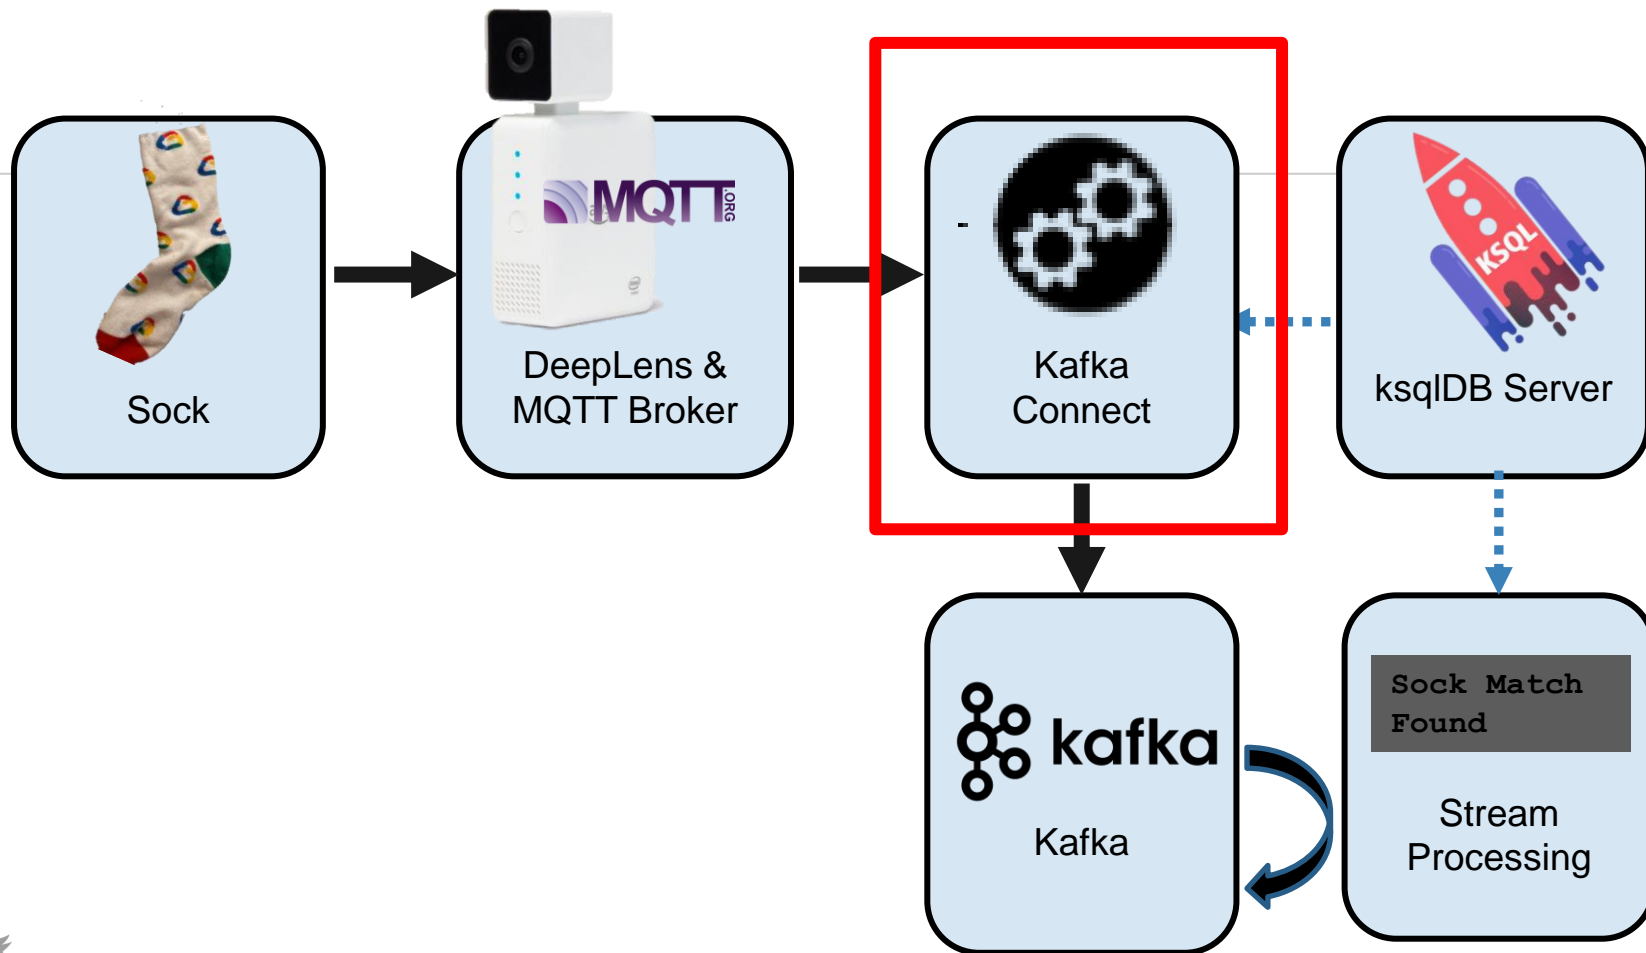 MQTT
.ORG
KSQL
Sock
DeepLens &
MQTT Broker
Kafka
Connect
ksqlDB Server
kafka
Kafka
Sock Match
Found
Stream
Processing